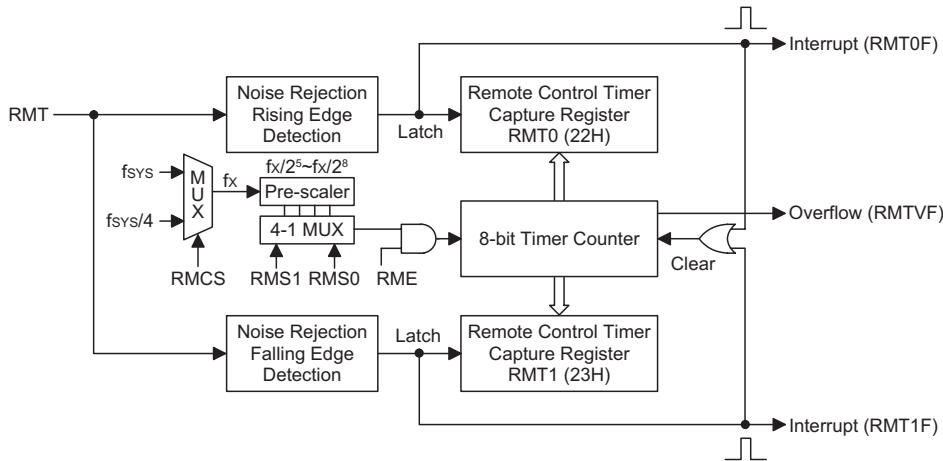 Interrupt (RMT0F)
RMT
Noise Rejection
Rising Edge
Detection
Latch
Remote Control Timer
Capture Register
RMT0 (22H)
fSYS
fSYS/4
MUX
fX
RMCS
fX/2⁵~fX/2⁸
Pre-scaler
4-1 MUX
RMS1
RMS0
RME
8-bit Timer Counter
Overflow (RMTVF)
Clear
Noise Rejection
Falling Edge
Detection
Latch
Remote Control Timer
Capture Register
RMT1 (23H)
Interrupt (RMT1F)